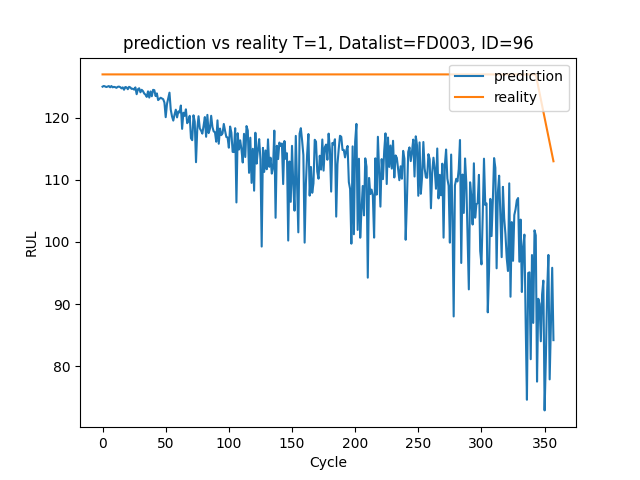 prediction vs reality T=1, Datalist=FD003, ID=96
prediction
reality
120
110
100
90
80
RUL
0 50 100 150 200 250 300 350
Cycle